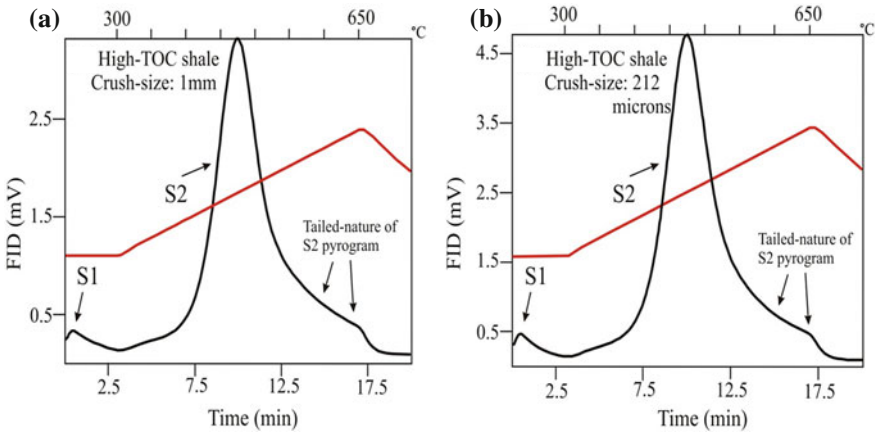 (a)
300
650
°C
High-TOC shale
Crush-size: 1mm
2.5
S2
1.5
Tailed-nature of
S2 pyrogram
S1
0.5
FID (mV)
2.5
7.5
12.5
17.5
Time (min)
(b)
300
650
°C
4.5
High-TOC shale
Crush-size: 212
microns
3.5
S2
2.5
Tailed-nature of
S2 pyrogram
1.5
S1
0.5
FID (mV)
2.5
7.5
12.5
17.5
Time (min)